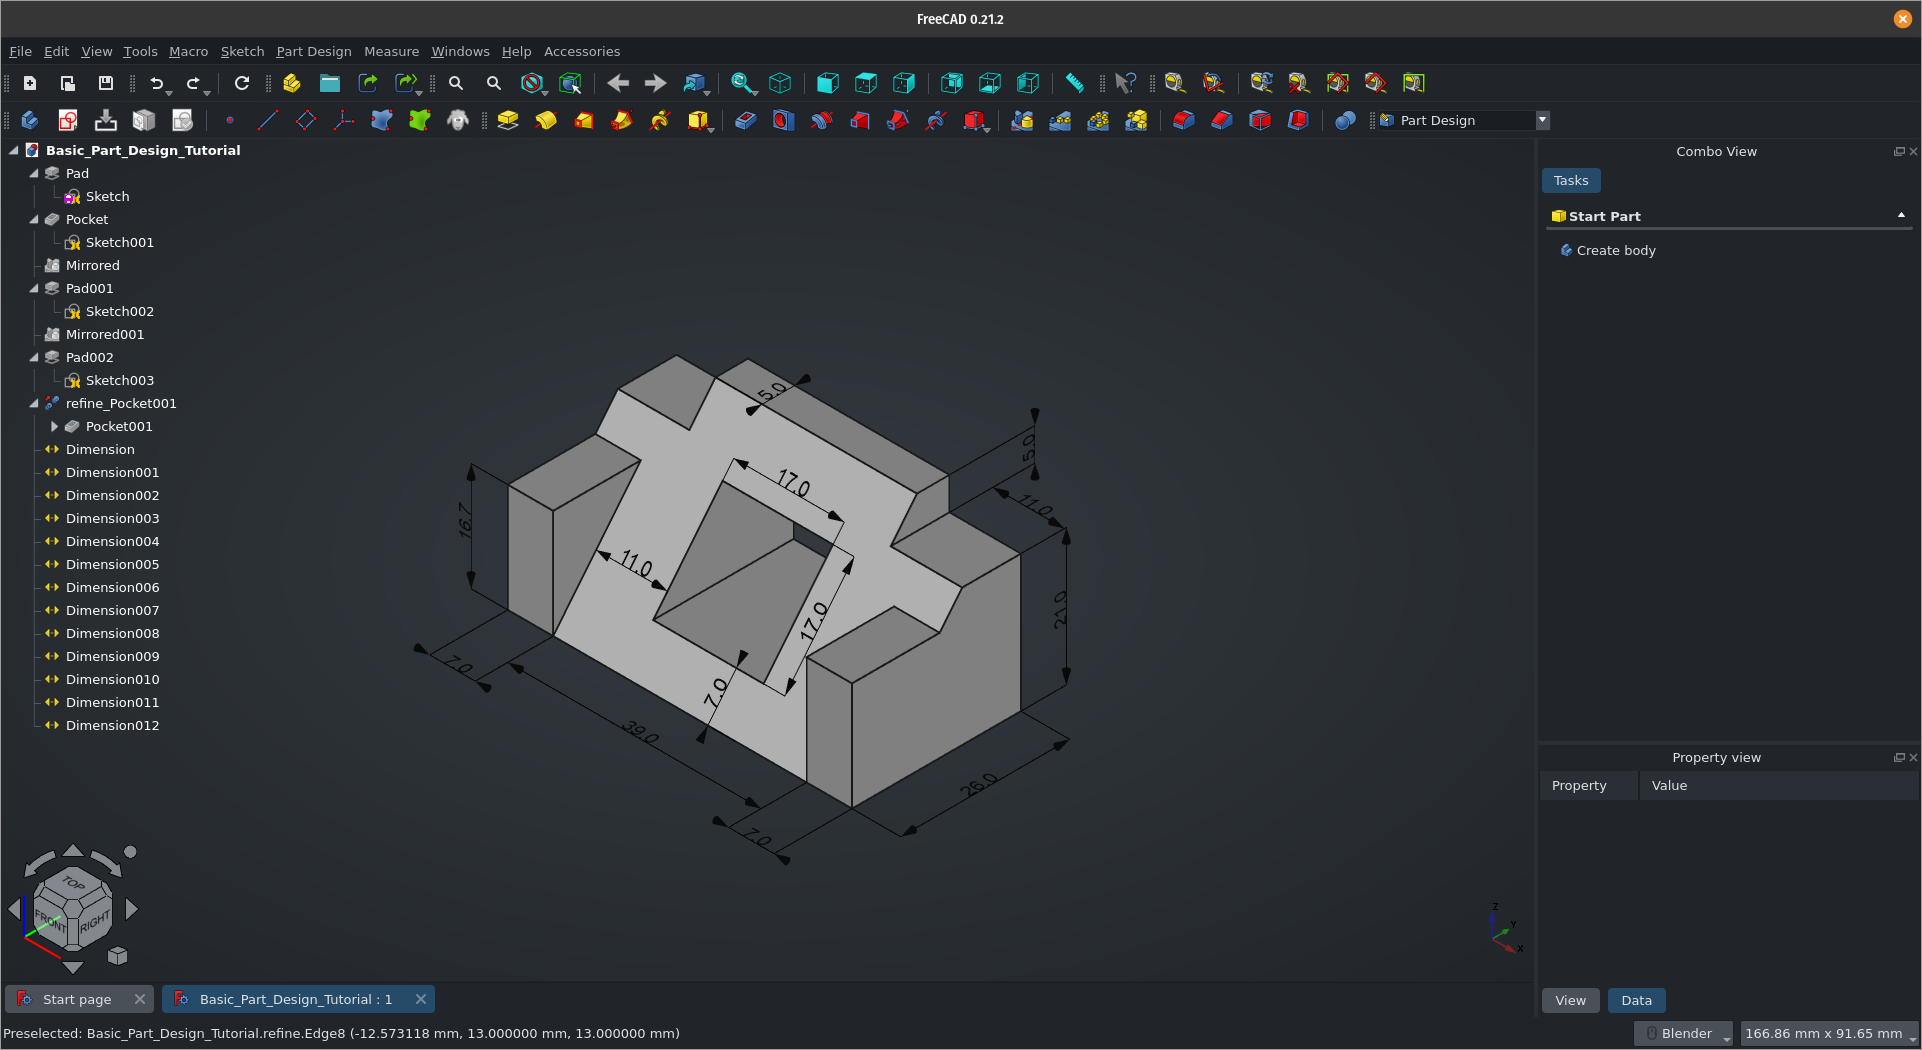 FreeCAD 0.21.2
File Edit View Tools Macro Sketch Part Design Measure Windows Help Accessories
Part Design
Basic_Part_Design_Tutorial
Pad
Sketch
Pocket
Sketch001
Mirrored
Pad001
Sketch002
Mirrored001
Pad002
Sketch003
refine_Pocket001
Pocket001
Dimension
Dimension001
Dimension002
Dimension003
Dimension004
Dimension005
Dimension006
Dimension007
Dimension008
Dimension009
Dimension010
Dimension011
Dimension012
5.0
5.0
17.0
11.0
16.7
11.0
17.0
21.0
7.0
7.0
39.0
26.0
7.0
TOP
FRONT
RIGHT
Z
Y
X
Combo View
Tasks
Start Part
Create body
Property view
Property Value
View Data
Start page
Basic_Part_Design_Tutorial : 1
Preselected: Basic_Part_Design_Tutorial.refine.Edge8 (-12.573118 mm, 13.000000 mm, 13.000000 mm)
Blender
166.86 mm x 91.65 mm